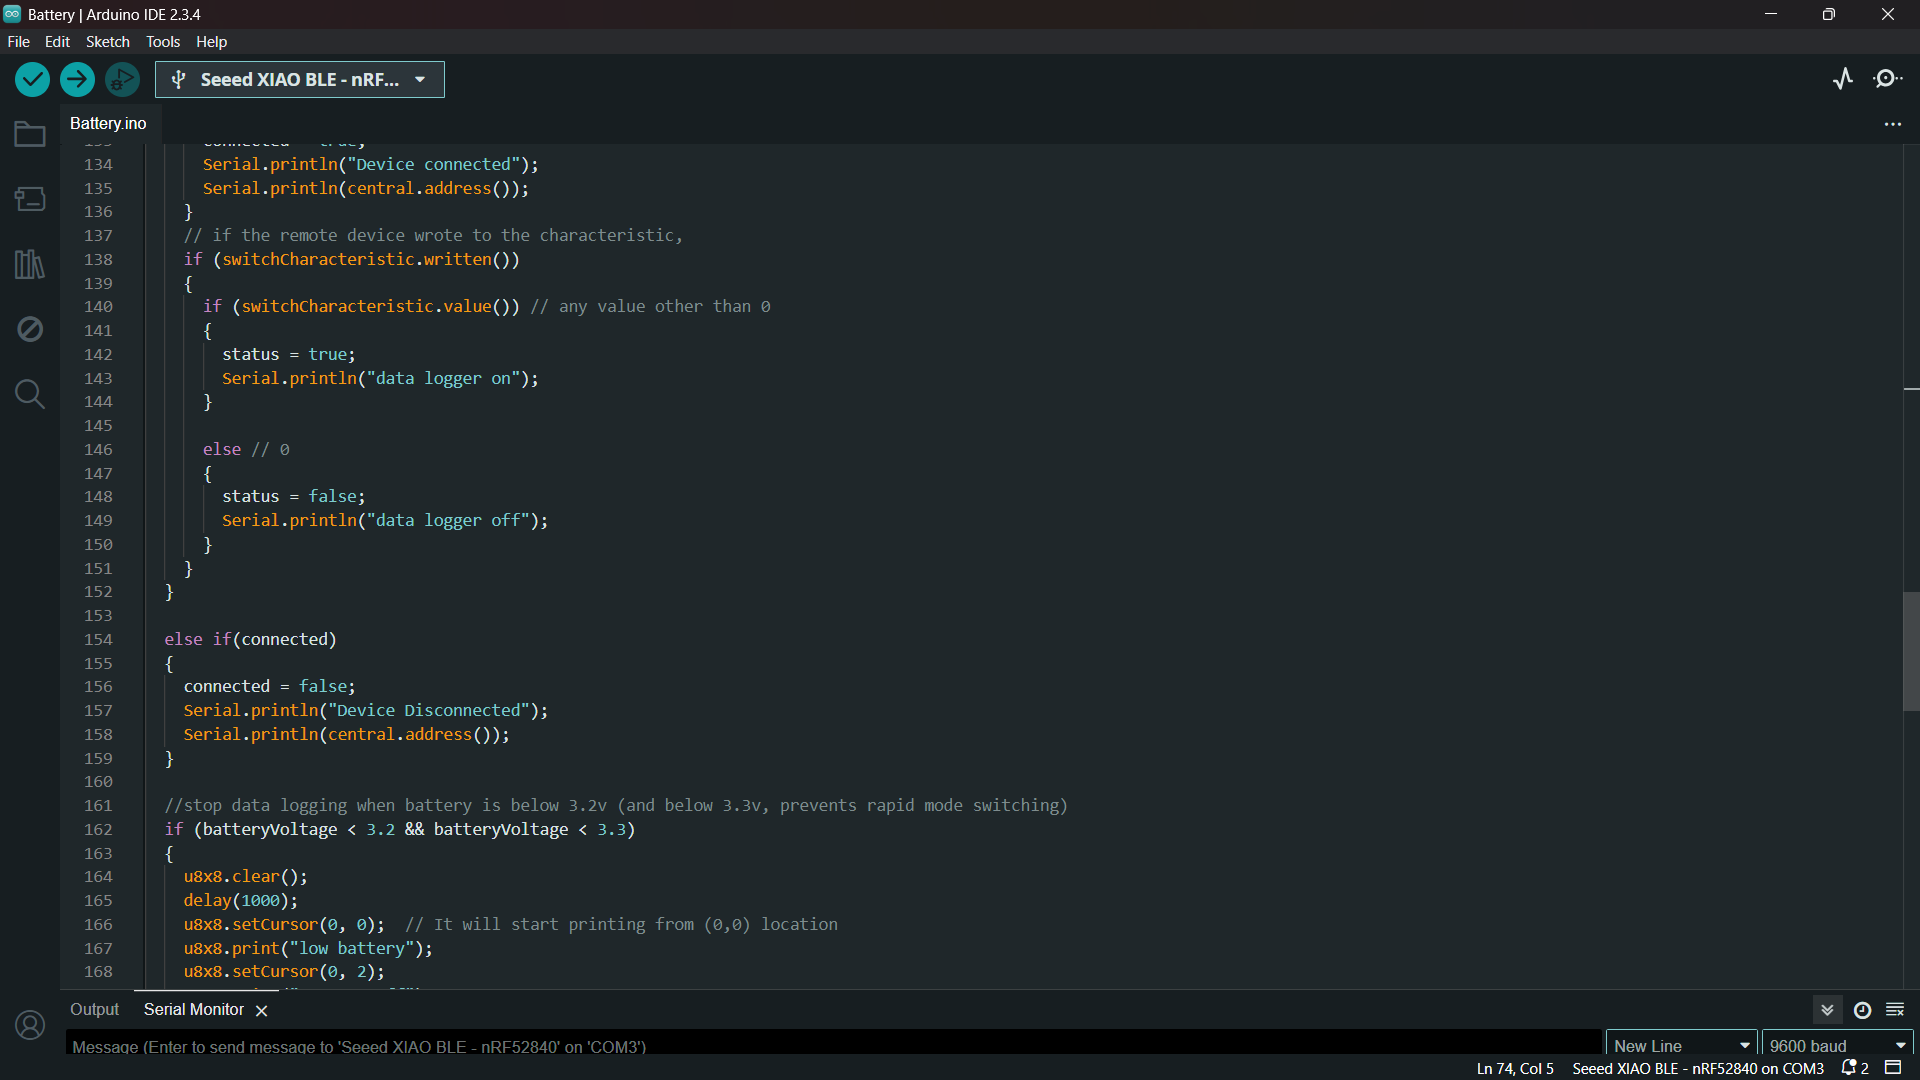 Battery | Arduino IDE 2.3.4
File Edit Sketch Tools Help
Seeed XIAO BLE - nRF...
Battery.ino
134 Serial.println("Device connected");
135 Serial.println(central.address());
136 }
137 // if the remote device wrote to the characteristic,
138 if (switchCharacteristic.written())
139 {
140 if (switchCharacteristic.value()) // any value other than 0
141 {
142 status = true;
143 Serial.println("data logger on");
144 }
145
146 else // 0
147 {
148 status = false;
149 Serial.println("data logger off");
150 }
151 }
152 }
153
154 else if(connected)
155 {
156 connected = false;
157 Serial.println("Device Disconnected");
158 Serial.println(central.address());
159 }
160
161 //stop data logging when battery is below 3.2v (and below 3.3v, prevents rapid mode switching)
162 if (batteryVoltage < 3.2 && batteryVoltage < 3.3)
163 {
164 u8x8.clear();
165 delay(1000);
166 u8x8.setCursor(0, 0); // It will start printing from (0,0) location
167 u8x8.print("low battery");
168 u8x8.setCursor(0, 2);
Output Serial Monitor
Message (Enter to send message to 'Seeed XIAO BLE - nRF52840' on 'COM3')
New Line 9600 baud
Ln 74, Col 5 Seeed XIAO BLE - nRF52840 on COM3 2